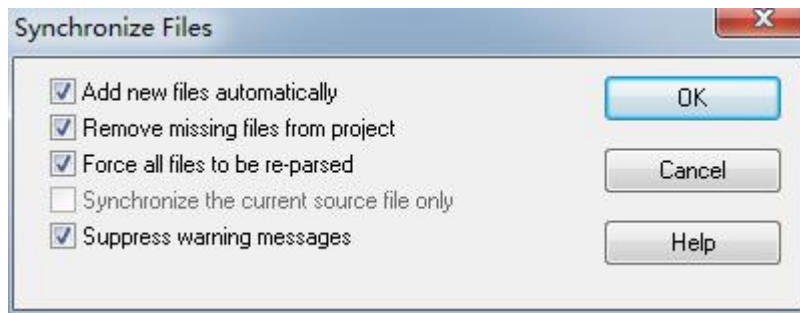 Synchronize Files
Add new files automatically
Remove missing files from project
Force all files to be re-parsed
Synchronize the current source file only
Suppress warning messages
OK
Cancel
Help